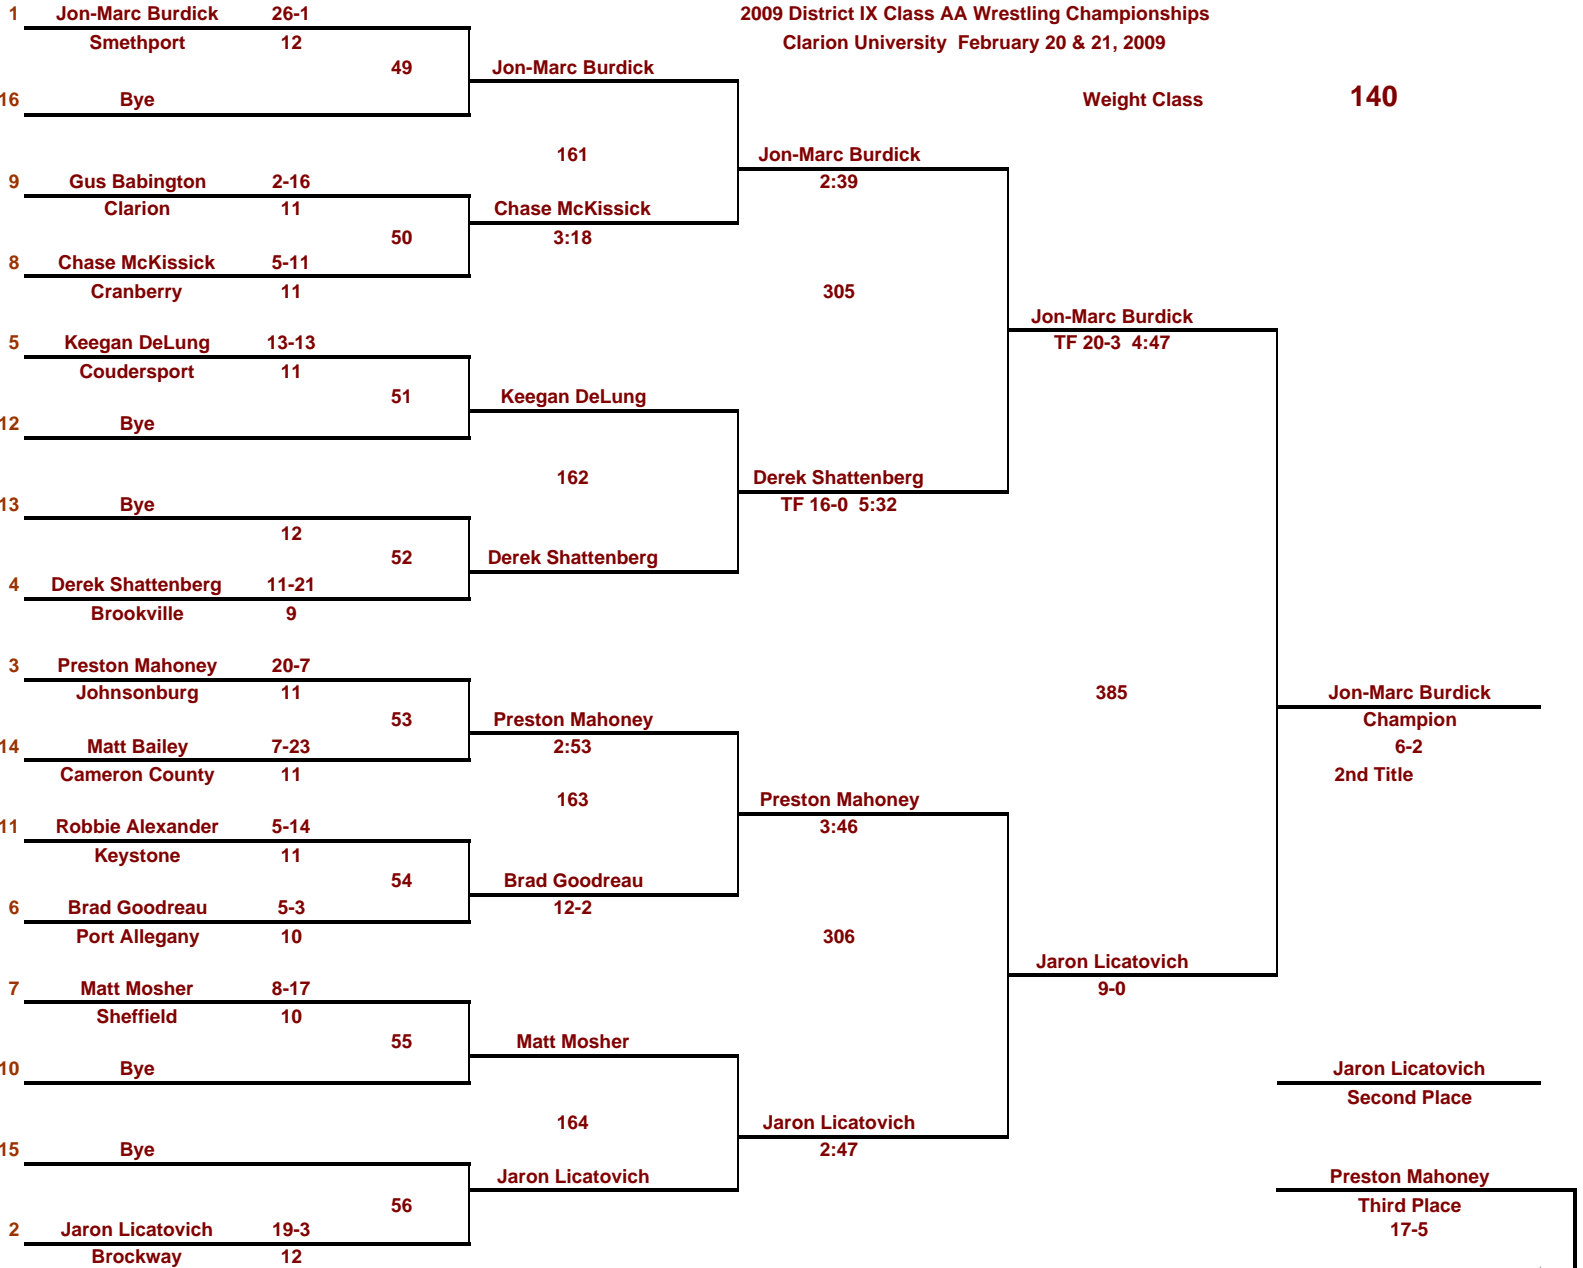 1 Jon-Marc Burdick 26-1 2009 District IX Class AA Wrestling Championships
Smethport 12 Clarion University February 20 & 21, 2009
49 Jon-Marc Burdick
16 Bye Weight Class 140
161 Jon-Marc Burdick
9 Gus Babington 2-16 2:39
Clarion 11 Chase McKissick
50 3:18
8 Chase McKissick 5-11
Cranberry 11 305
Jon-Marc Burdick
5 Keegan DeLung 13-13 TF 20-3 4:47
Coudersport 11
51 Keegan DeLung
12 Bye
162 Derek Shattenberg
13 Bye TF 16-0 5:32
12
52 Derek Shattenberg
4 Derek Shattenberg 11-21
Brookville 9
3 Preston Mahoney 20-7
Johnsonburg 11 385 Jon-Marc Burdick
53 Preston Mahoney Champion
14 Matt Bailey 7-23 2:53 6-2
Cameron County 11 2nd Title
163 Preston Mahoney
11 Robbie Alexander 5-14 3:46
Keystone 11
54 Brad Goodreau
6 Brad Goodreau 5-3 12-2
Port Allegany 10 306
Jaron Licatovich
7 Matt Mosher 8-17 9-0
Sheffield 10
55 Matt Mosher
10 Bye Jaron Licatovich
Second Place
164 Jaron Licatovich
15 Bye 2:47
Jaron Licatovich Preston Mahoney
56 Third Place
2 Jaron Licatovich 19-3 17-5
Brockway 12